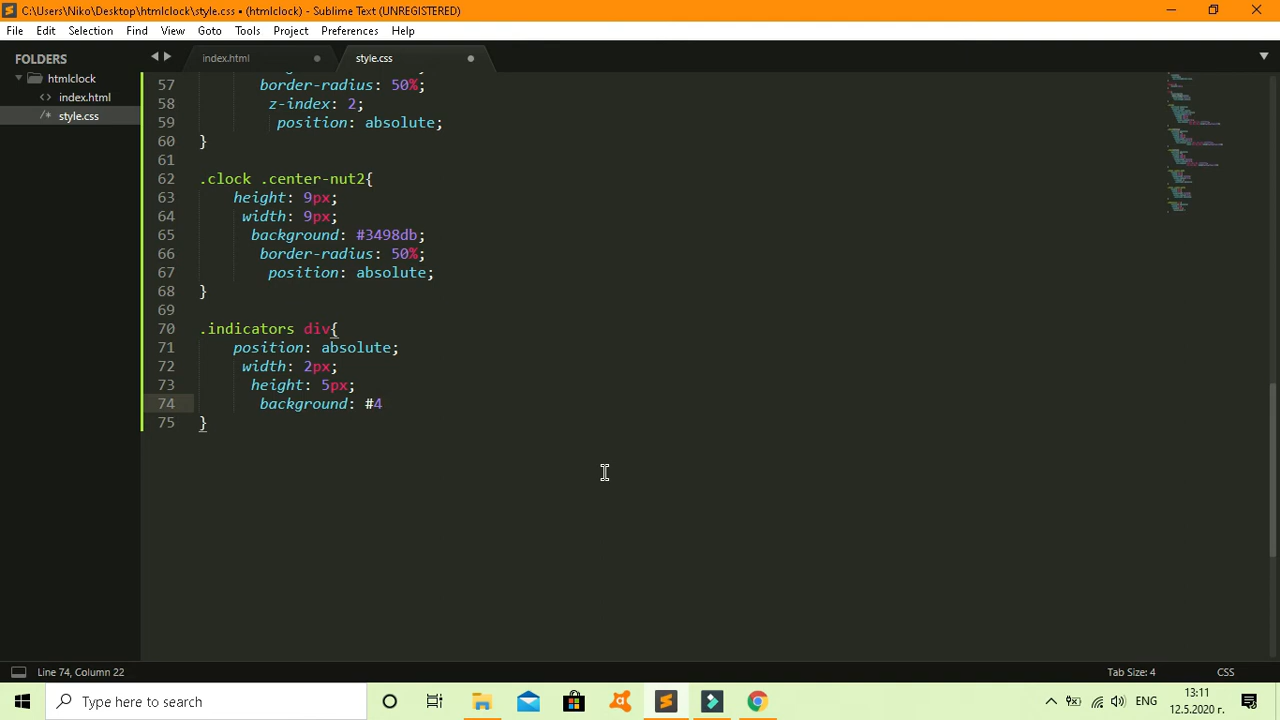 C:\Users\Niko\Desktop\htmlclock\style.css • (htmlclock) - Sublime Text (UNREGISTERED)
File Edit Selection Find View Goto Tools Project Preferences Help
FOLDERS
htmlclock
index.html
style.css
index.html
style.css
57 border-radius: 50%;
58 z-index: 2;
59 position: absolute;
60 }
61
62 .clock .center-nut2{
63 height: 9px;
64 width: 9px;
65 background: #3498db;
66 border-radius: 50%;
67 position: absolute;
68 }
69
70 .indicators div{
71 position: absolute;
72 width: 2px;
73 height: 5px;
74 background: #4
75 }
Line 74, Column 22
Tab Size: 4
CSS
Type here to search
ENG
13:11
12.5.2020 г.